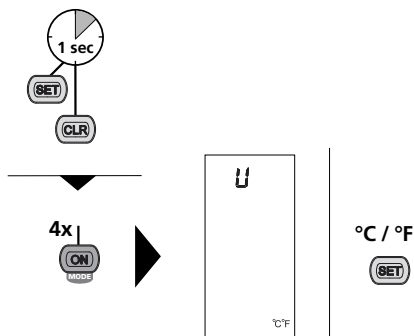 1 sec
SET
CLR
4x
ON
MODE
U
°C°F
°C / °F
SET